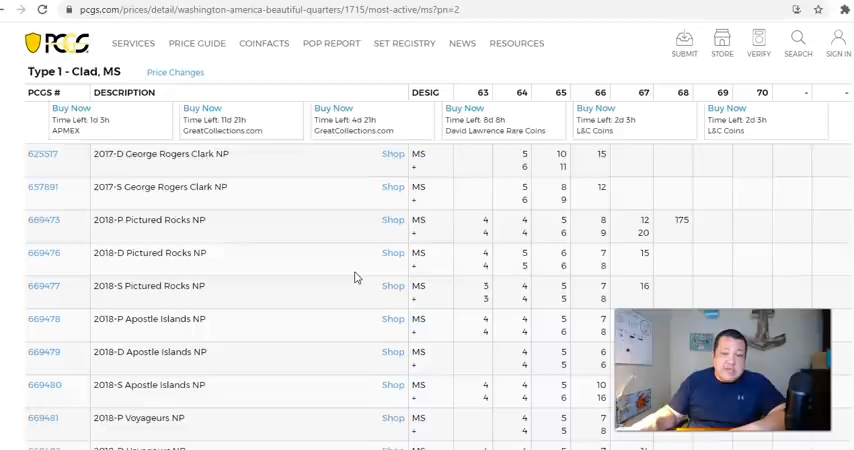 pcgs.com/prices/detail/washington-america-beautiful-quarters/1715/most-active/ms?pn=2
PCGS SERVICES PRICE GUIDE COINFACTS POP REPORT SET REGISTRY NEWS RESOURCES SUBMIT STORE VERIFY SEARCH SIGN IN
Type 1 - Clad, MS Price Changes
PCGS # DESCRIPTION DESIG 63 64 65 66 67 68 69 70 - -
Buy Now Buy Now Buy Now Buy Now Buy Now Buy Now
Time Left: 1d 3h Time Left: 11d 21h Time Left: 4d 21h Time Left: 8d 8h Time Left: 2d 3h Time Left: 2d 3h
APMEX GreatCollections.com GreatCollections.com David Lawrence Rare Coins L&C Coins L&C Coins
625517 2017-D George Rogers Clark NP Shop MS 5 10 15
+ 6 11
657891 2017-S George Rogers Clark NP Shop MS 5 8 12
+ 6 9
669473 2018-P Pictured Rocks NP Shop MS 4 4 5 8 12 175
+ 4 4 6 9 20
669476 2018-D Pictured Rocks NP Shop MS 4 5 6 7 15
+ 4 5 6 8
669477 2018-S Pictured Rocks NP Shop MS 3 4 5 7 16
+ 3 4 5 8
669478 2018-P Apostle Islands NP Shop MS 4 4 5 7
+ 4 4 6 8
669479 2018-D Apostle Islands NP Shop MS 4 5 6
+ 4 5 6
669480 2018-S Apostle Islands NP Shop MS 4 4 5 10
+ 4 4 6 16
669481 2018-P Voyageurs NP Shop MS 4 5 7
+ 4 5 8